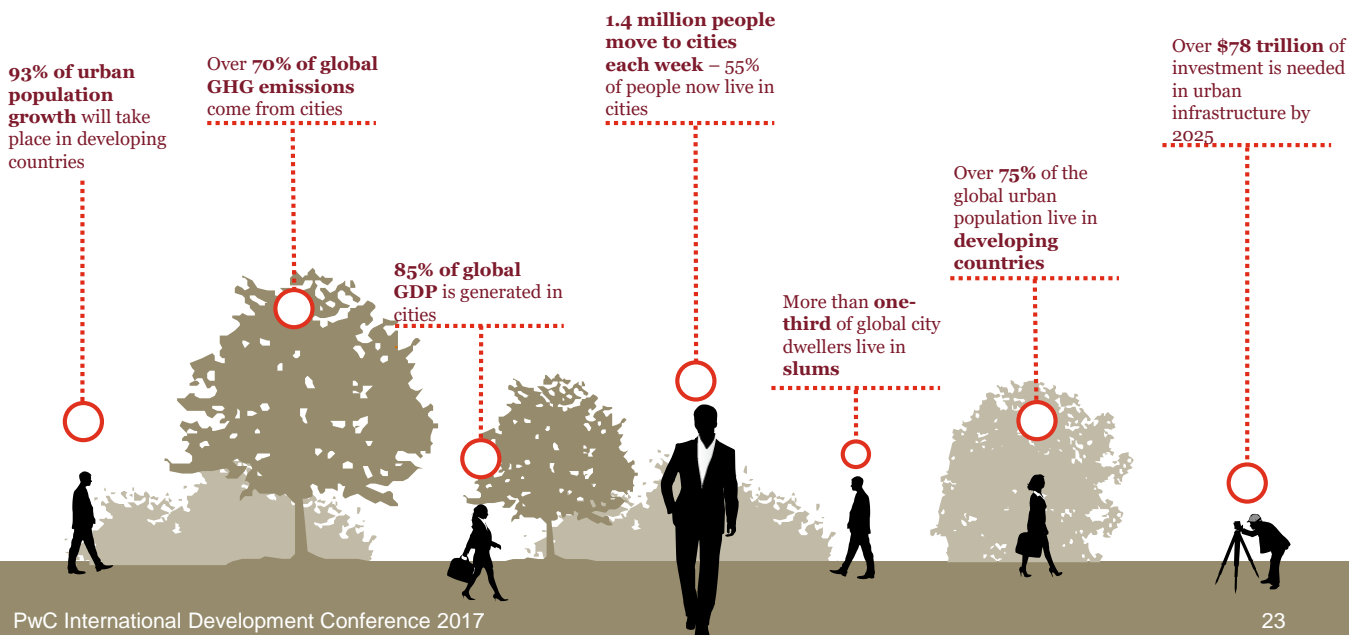 93% of urban
population
growth will take
place in developing
countries
Over 70% of global
GHG emissions
come from cities
85% of global
GDP is generated in
cities
1.4 million people
move to cities
each week – 55%
of people now live in
cities
More than one-
third of global city
dwellers live in
slums
Over 75% of the
global urban
population live in
developing
countries
Over $78 trillion of
investment is needed
in urban
infrastructure by
2025
PwC International Development Conference 2017
23